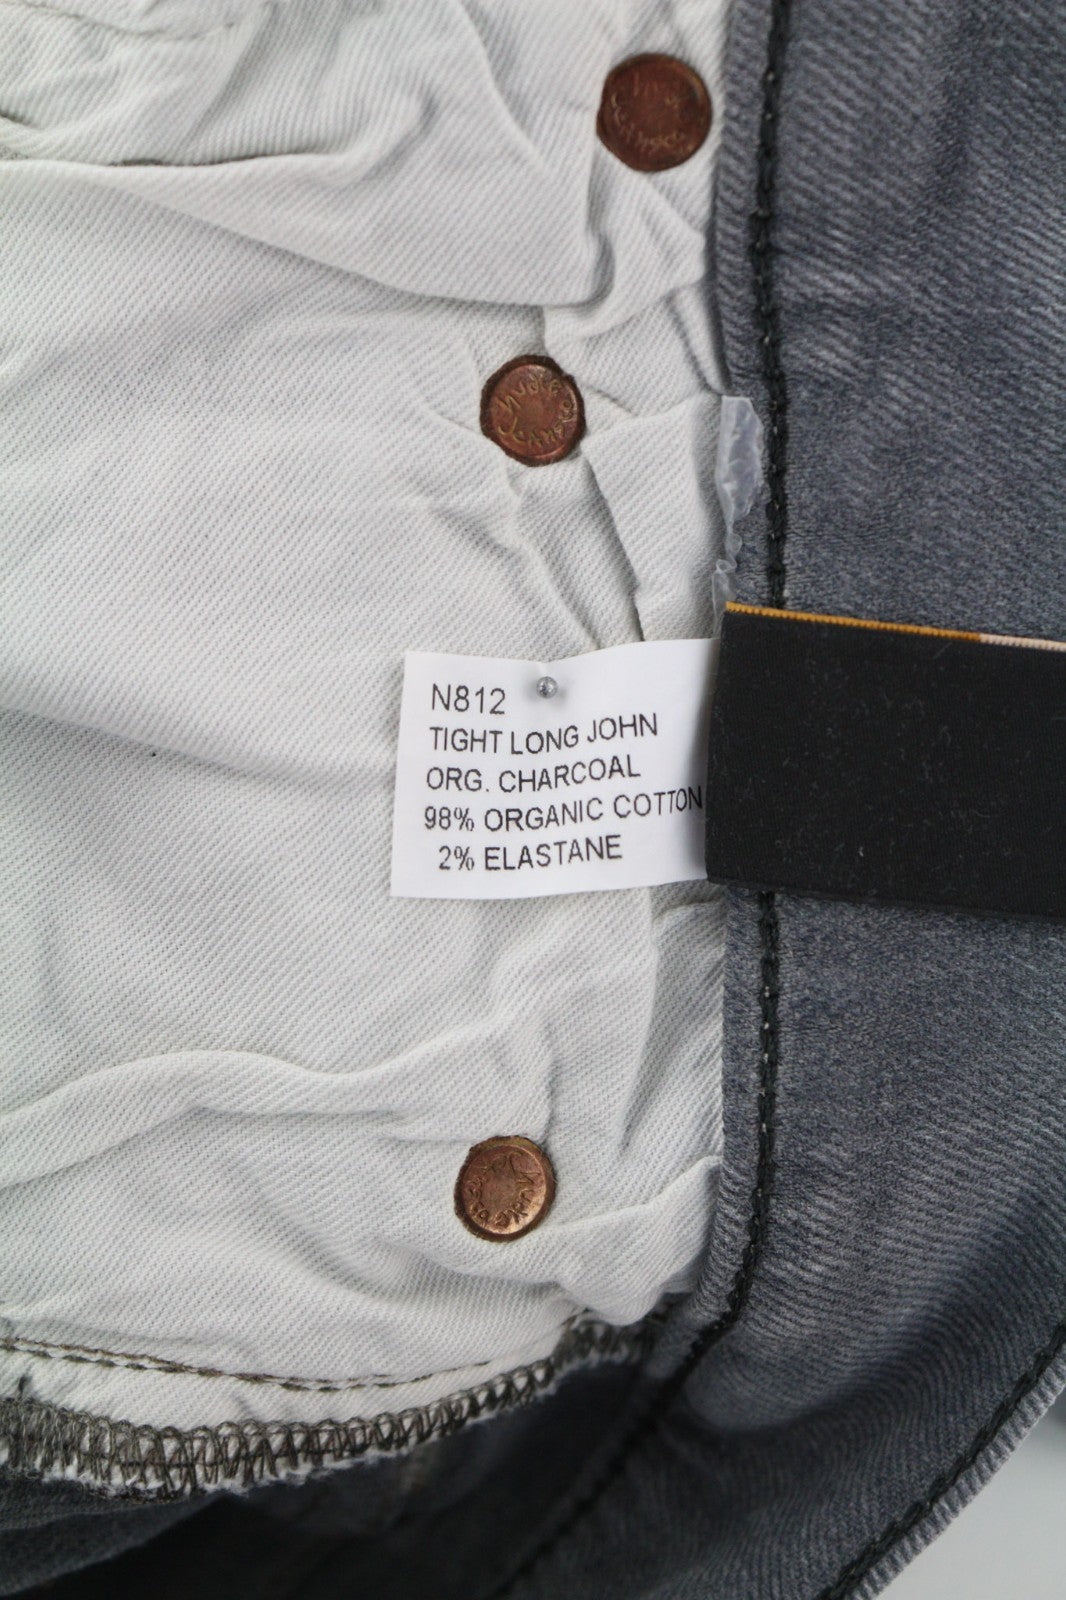 N812
TIGHT LONG JOHN
ORG. CHARCOAL
98% ORGANIC COTTON
2% ELASTANE